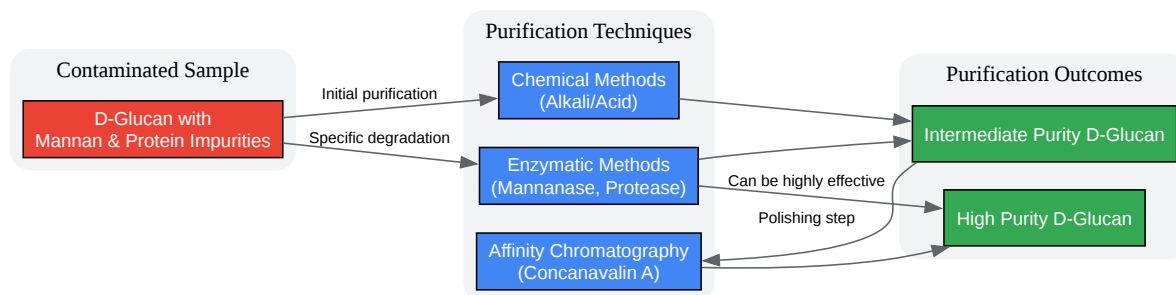 Contaminated Sample
D-Glucan with
Mannan & Protein Impurities
Initial purification
Specific degradation
Purification Techniques
Chemical Methods
(Alkali/Acid)
Enzymatic Methods
(Mannanase, Protease)
Affinity Chromatography
(Concanavalin A)
Can be highly effective
Polishing step
Purification Outcomes
Intermediate Purity D-Glucan
High Purity D-Glucan